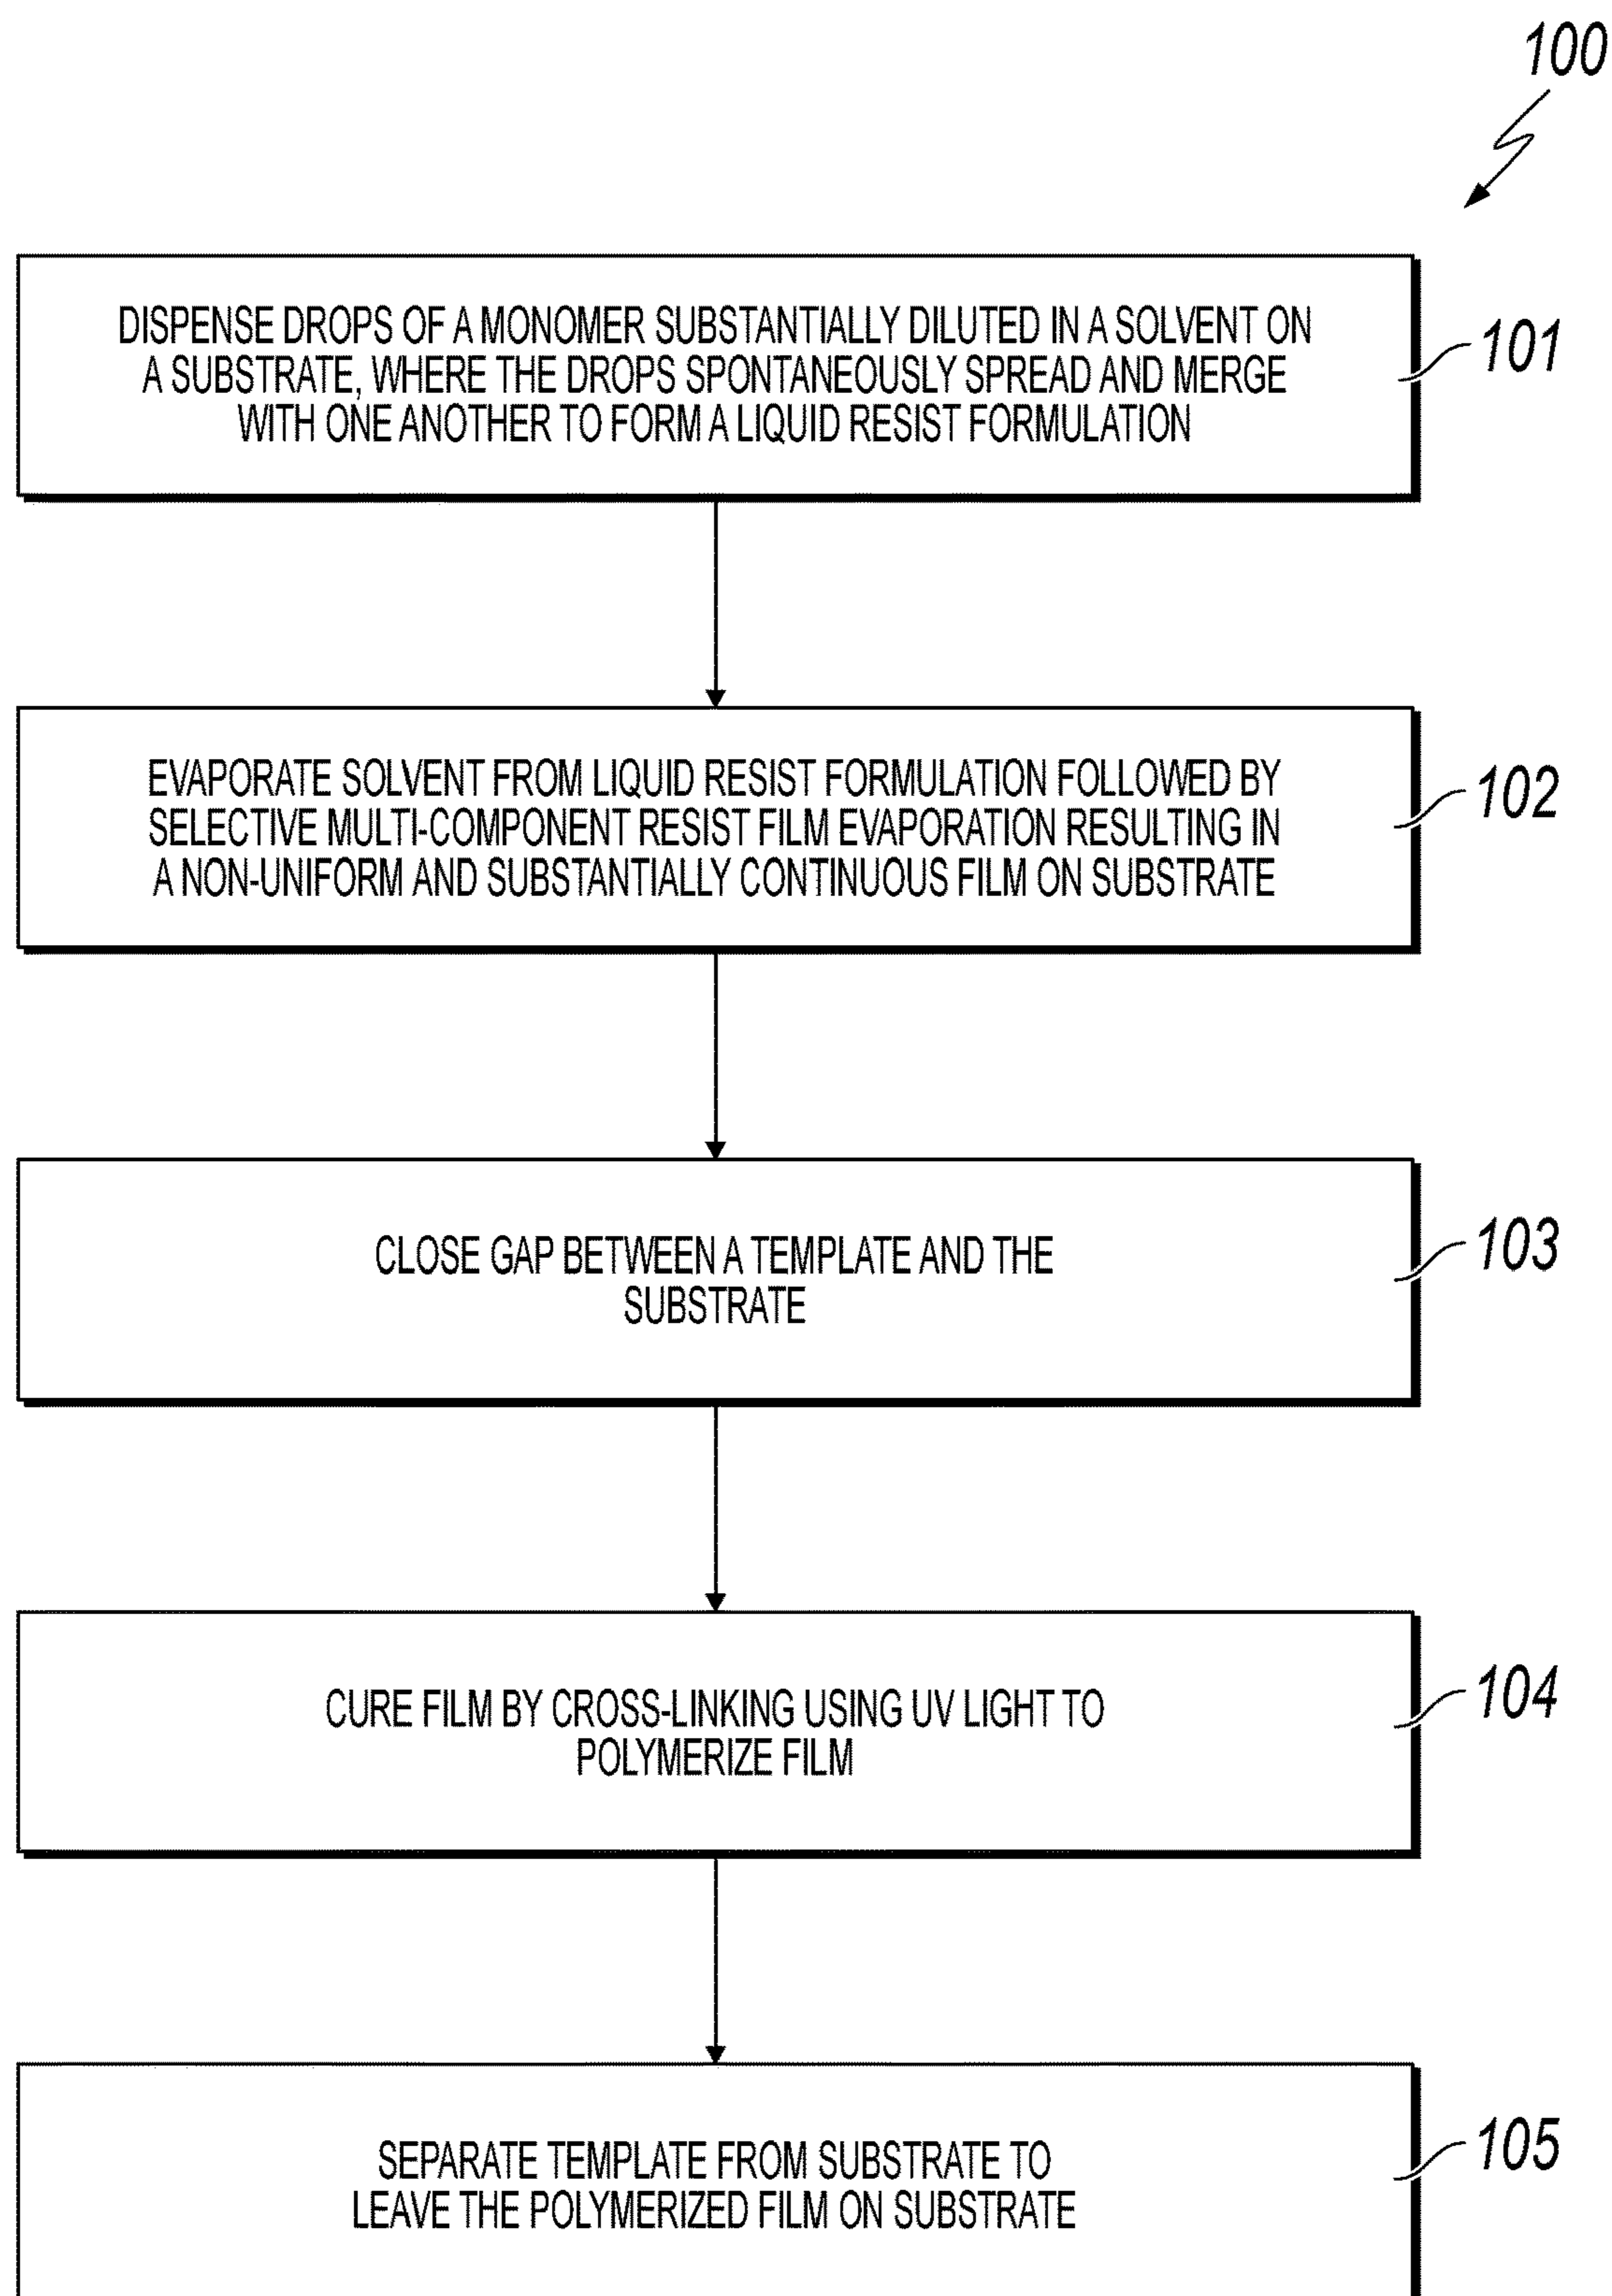 100
DISPENSE DROPS OF A MONOMER SUBSTANTIALLY DILUTED IN A SOLVENT ON
A SUBSTRATE, WHERE THE DROPS SPONTANEOUSLY SPREAD AND MERGE
WITH ONE ANOTHER TO FORM A LIQUID RESIST FORMULATION
101
EVAPORATE SOLVENT FROM LIQUID RESIST FORMULATION FOLLOWED BY
SELECTIVE MULTI-COMPONENT RESIST FILM EVAPORATION RESULTING IN
A NON-UNIFORM AND SUBSTANTIALLY CONTINUOUS FILM ON SUBSTRATE
102
CLOSE GAP BETWEEN A TEMPLATE AND THE
SUBSTRATE
103
CURE FILM BY CROSS-LINKING USING UV LIGHT TO
POLYMERIZE FILM
104
SEPARATE TEMPLATE FROM SUBSTRATE TO
LEAVE THE POLYMERIZED FILM ON SUBSTRATE
105